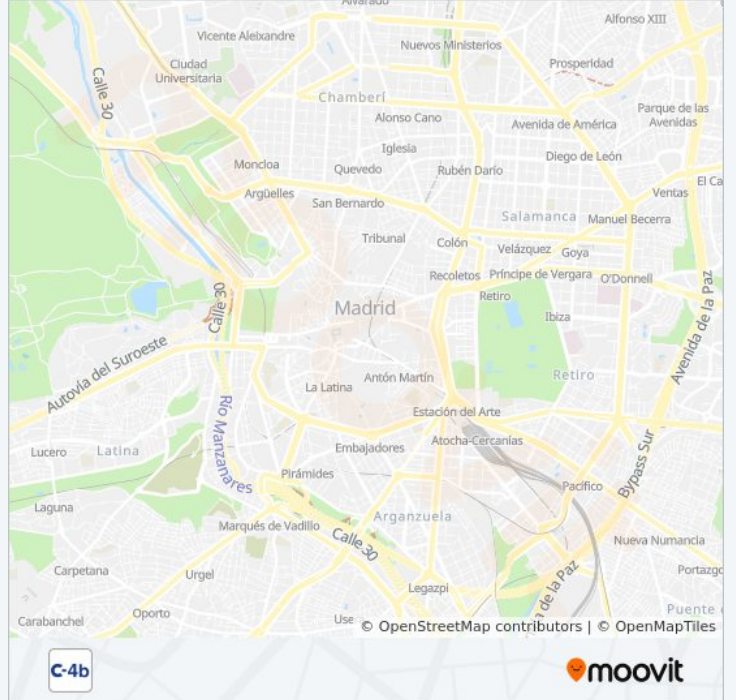 Alvarado
Alfonso XIII
Vicente Aleixandre
Nuevos Ministerios
Ciudad
Universitaria
Prosperidad
Calle 30
Chamberí
Parque de las
Avenidas
Alonso Cano
Avenida de América
Iglesia
Diego de León
Moncloa
Quevedo
Rubén Darío
El Ca
Argüelles
Ventas
San Bernardo
Salamanca
Manuel Becerra
Tribunal
Colón
Velázquez
Goya
Recoletos
Príncipe de Vergara
O'Donnell
Calle 30
Retiro
Madrid
Ibiza
Avenida de la Paz
Autovía del Suroeste
Antón Martín
Retiro
La Latina
Estación del Arte
Río Manzanares
Atocha-Cercanías
Lucero
Latina
Embajadores
Bypass Sur
Pirámides
Pacífico
Laguna
Arganzuela
Marqués de Vadillo
Calle 30
Nueva Numancia
Carpetana
Urgel
Portazgo
a de la Paz
Legazpi
Carabanchel
Oporto
Puente
Use
© OpenStreetMap contributors | © OpenMapTiles
C-4b
moovit